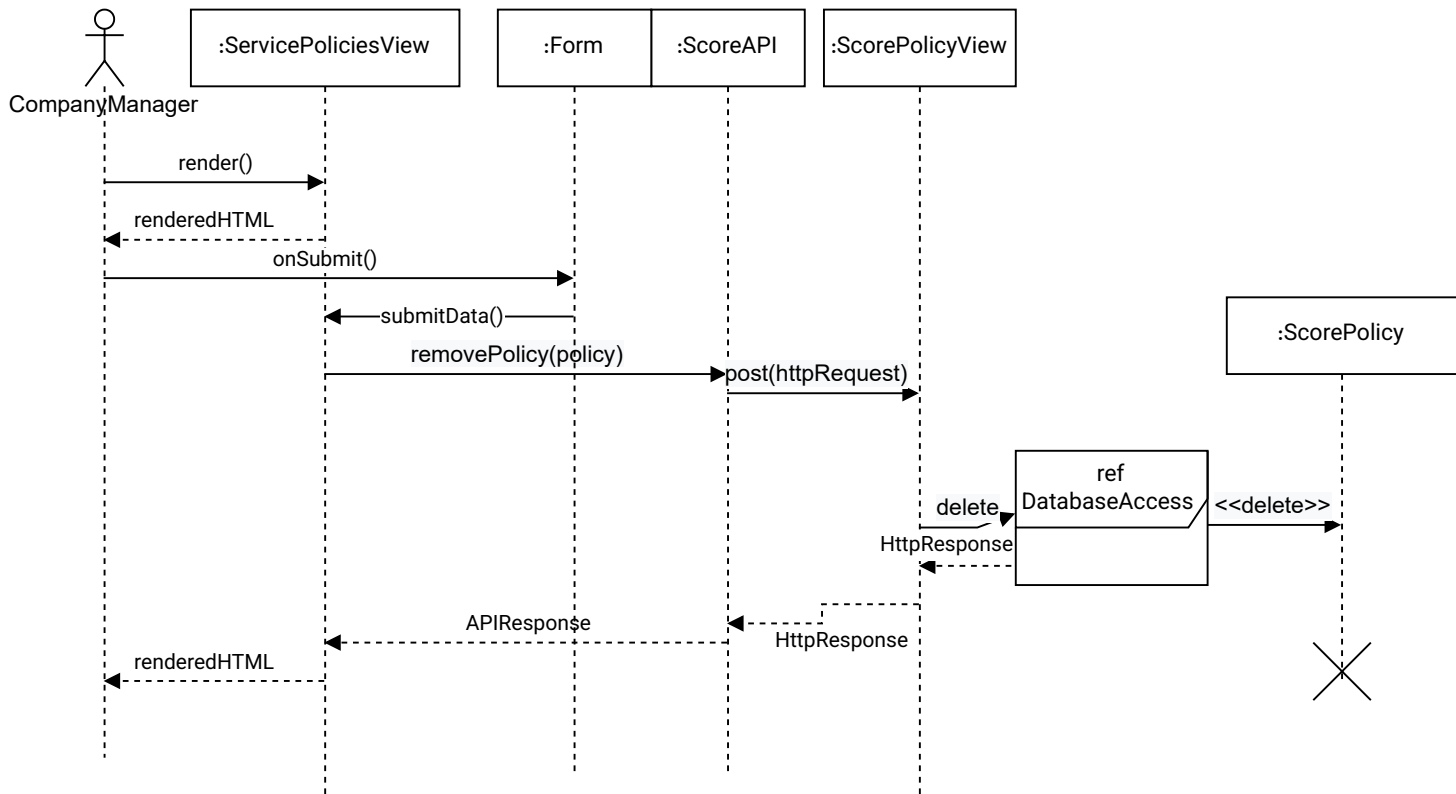 :ServicePoliciesView
:Form
:ScoreAPI
:ScorePolicyView
CompanyManager
render()
renderedHTML
onSubmit()
submitData()
:ScorePolicy
removePolicy(policy)
post(httpRequest)
ref
DatabaseAccess
delete
<<delete>>
HttpResponse
APIResponse
HttpResponse
renderedHTML